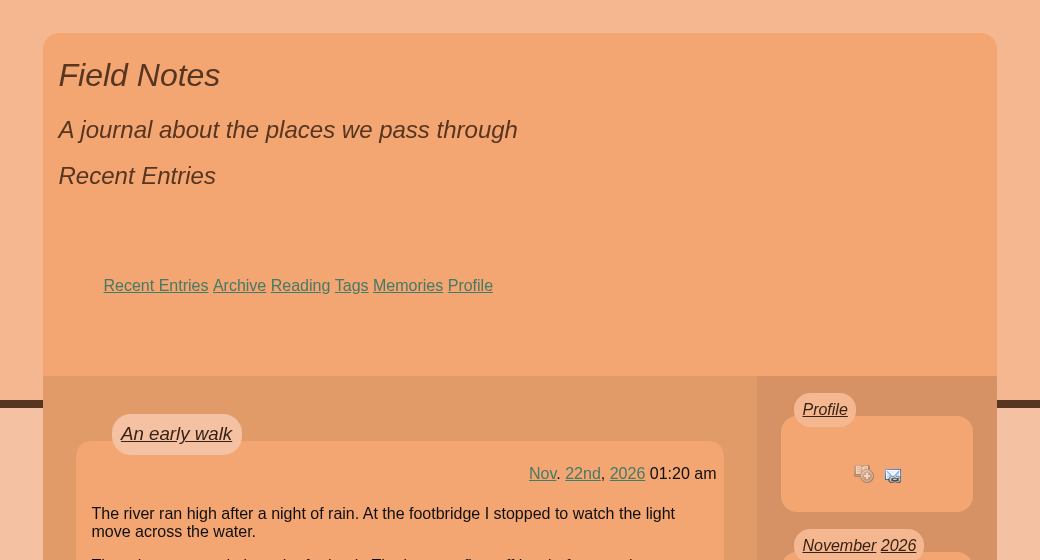 Field Notes
A journal about the places we pass through
Recent Entries
Recent Entries Archive Reading Tags Memories Profile
An early walk
Nov. 22nd, 2026 01:20 am
The river ran high after a night of rain. At the footbridge I stopped to watch the light
move across the water.
Profile
November 2026